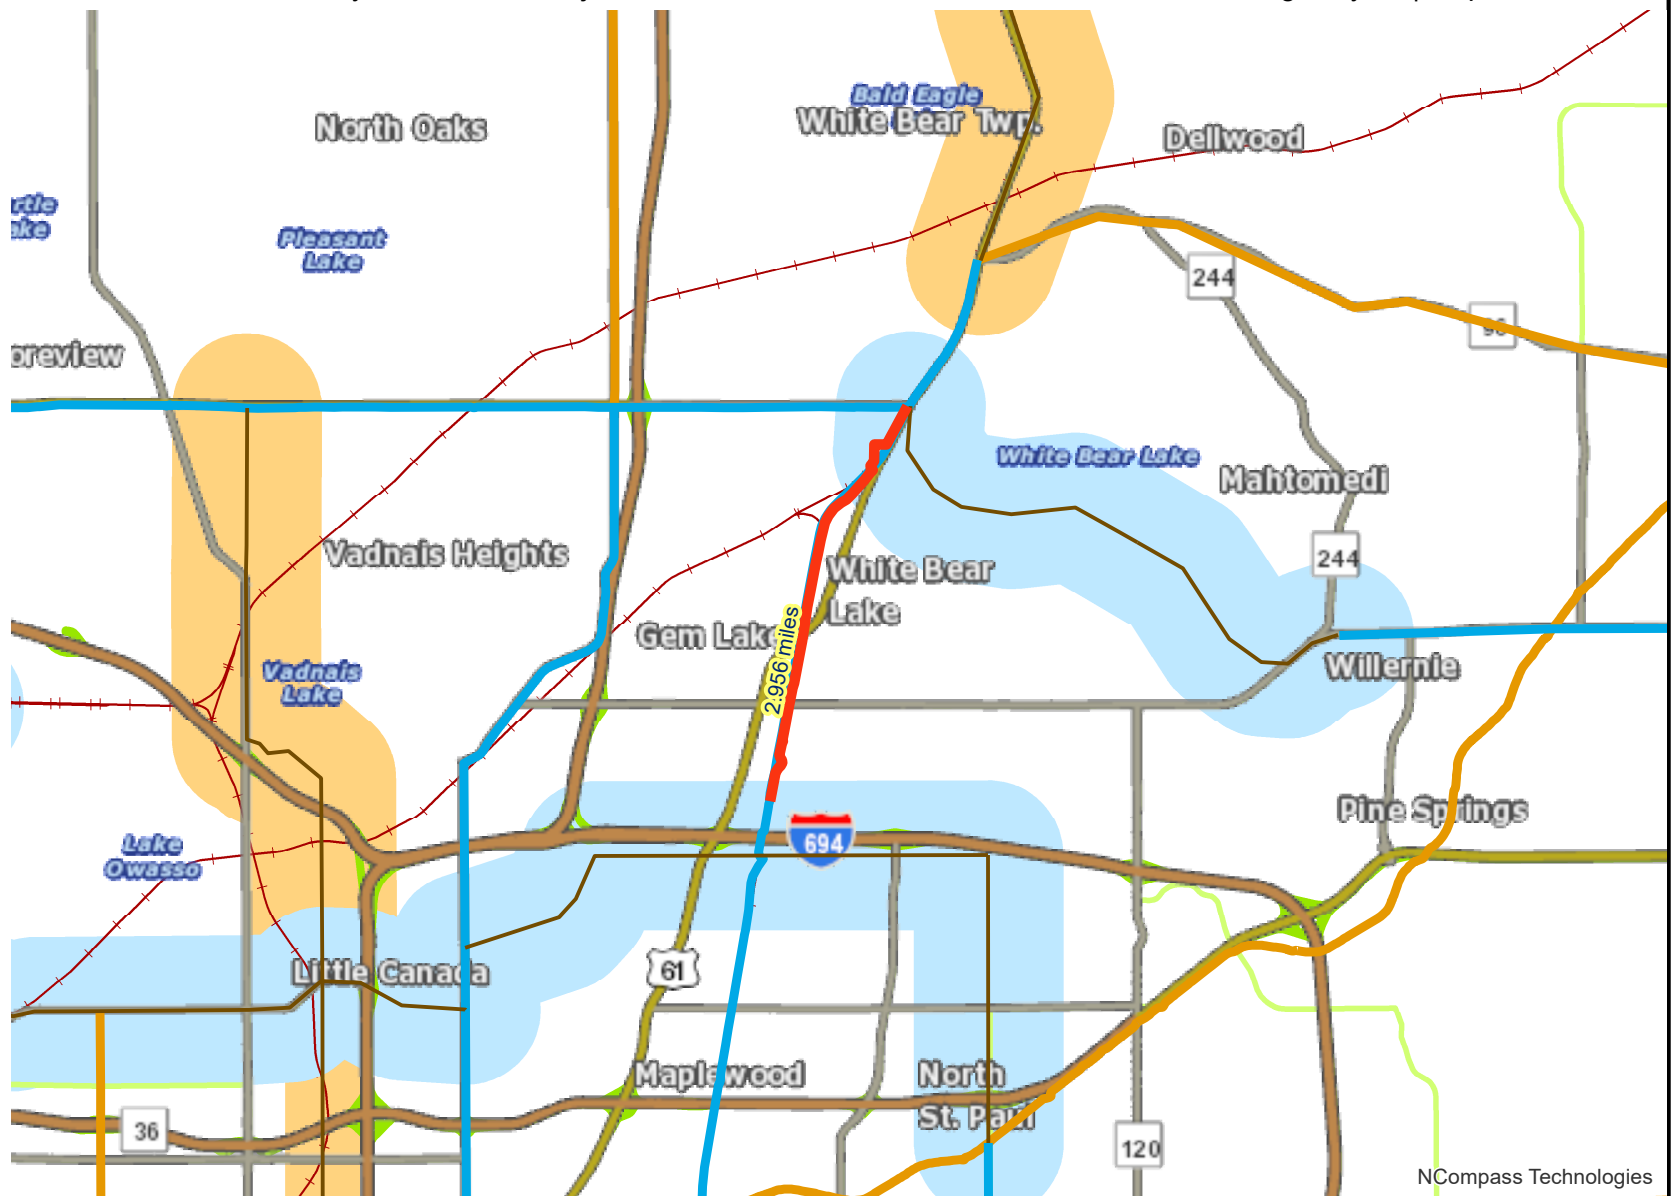 Bald Eagle
North Oaks
White Bear Twp.
Dellwood
Pleasant
Lake
244
96
White Bear Lake
Mahtomedi
Vadnais Heights
244
White Bear
Lake
Gem Lake
2.956 miles
Willernie
Vadnais
Lake
Pine Springs
694
Lake
Owasso
61
Little Canada
Maplewood
North
St. Paul
36
120
NCompass Technologies